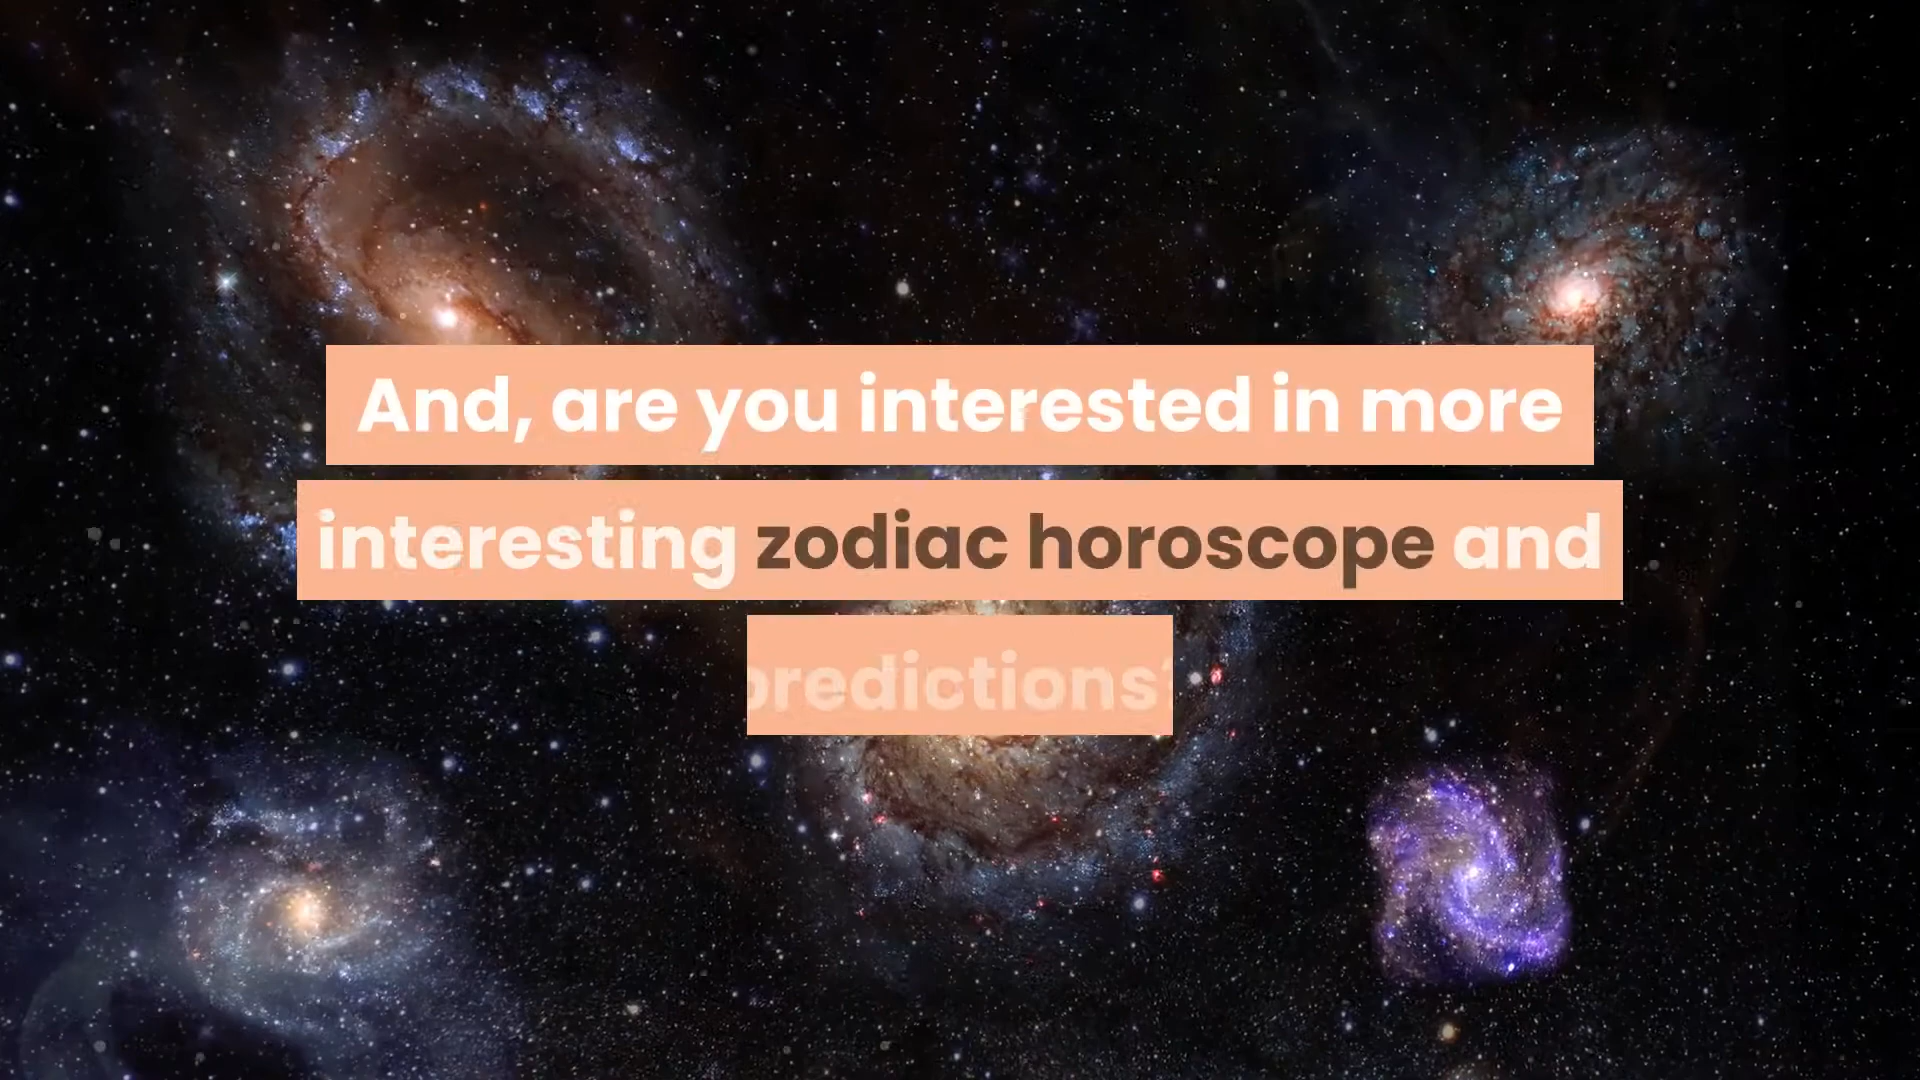 And, are you interested in more
interesting zodiac horoscope and
predictions?